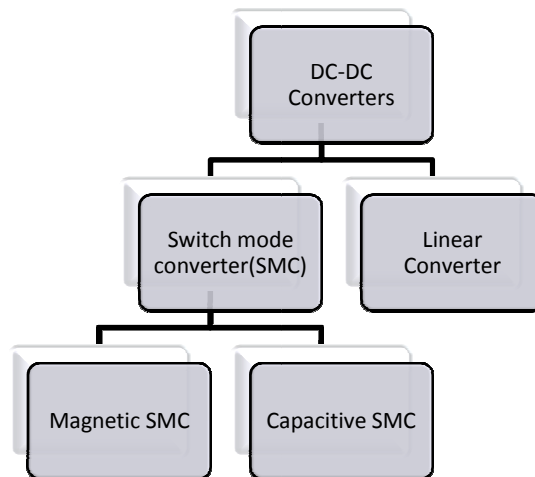 DC-DC
Converters
Switch mode
converter(SMC)
Linear
Converter
Magnetic SMC
Capacitive SMC